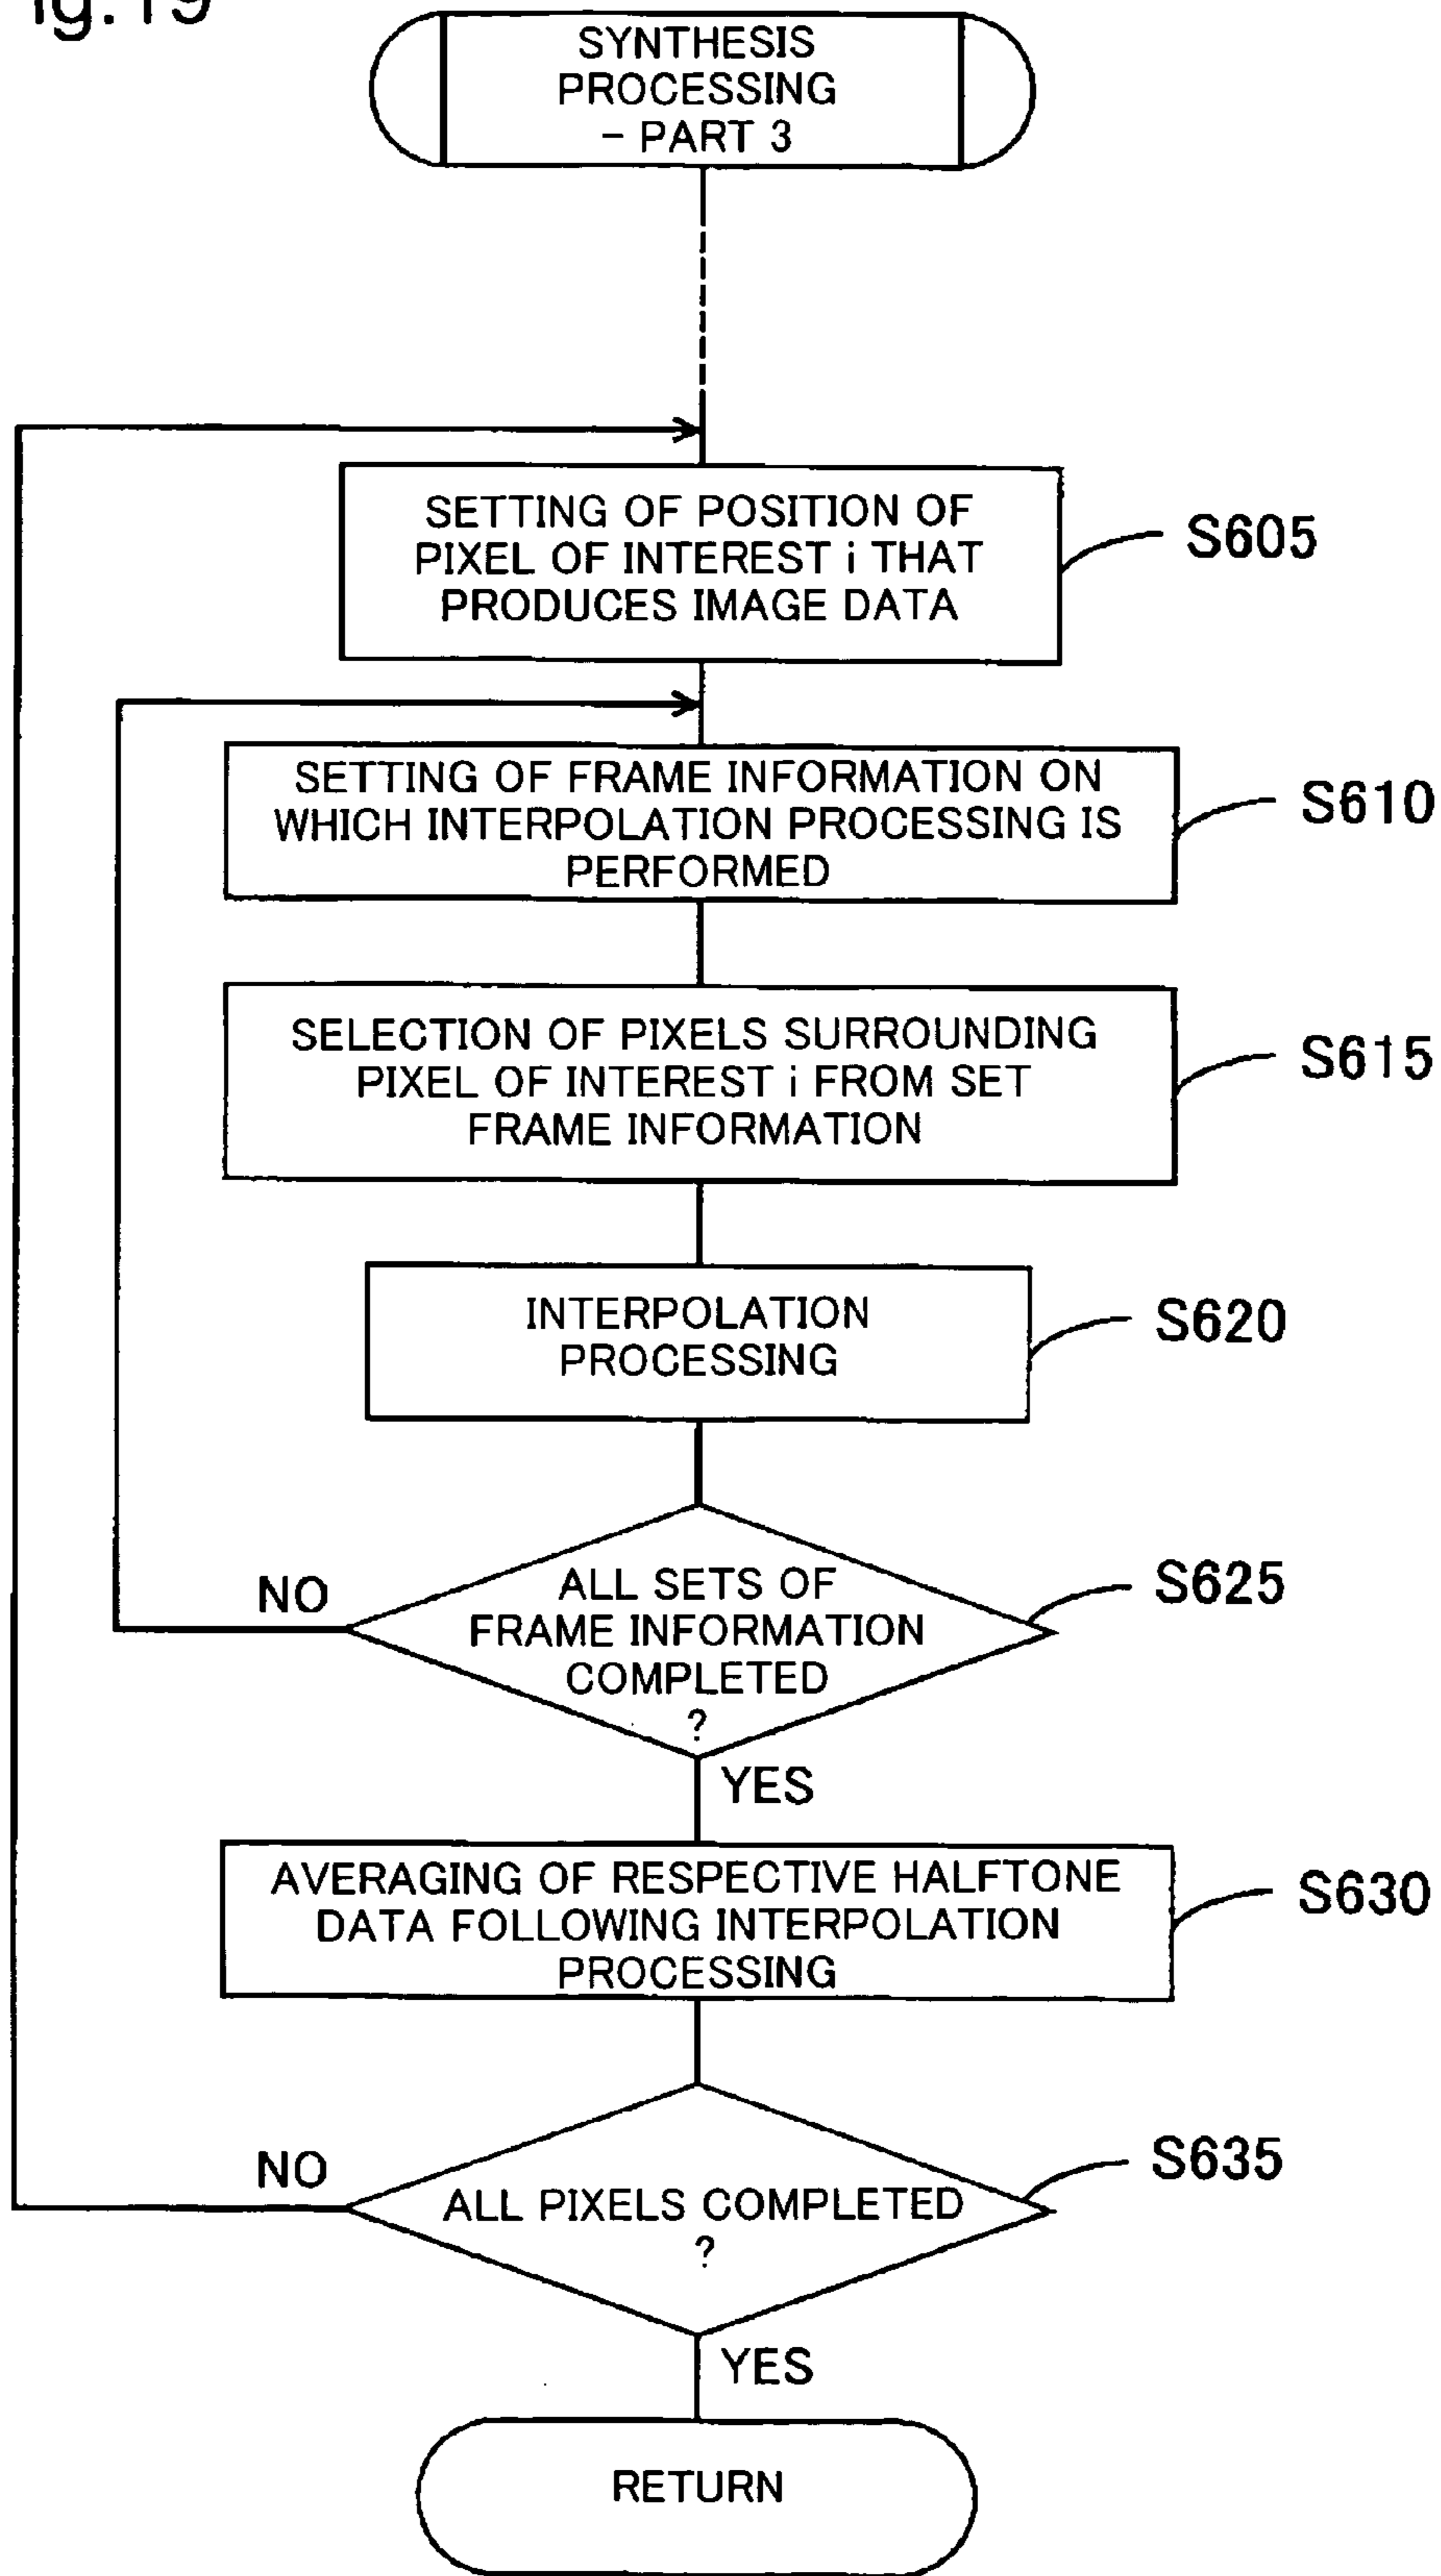 ig.19
SYNTHESIS
PROCESSING
- PART 3
SETTING OF POSITION OF
PIXEL OF INTEREST i THAT
PRODUCES IMAGE DATA
S605
SETTING OF FRAME INFORMATION ON
WHICH INTERPOLATION PROCESSING IS
PERFORMED
S610
SELECTION OF PIXELS SURROUNDING
PIXEL OF INTEREST i FROM SET
FRAME INFORMATION
S615
INTERPOLATION
PROCESSING
S620
ALL SETS OF
FRAME INFORMATION
COMPLETED
?
S625
NO
YES
AVERAGING OF RESPECTIVE HALFTONE
DATA FOLLOWING INTERPOLATION
PROCESSING
S630
ALL PIXELS COMPLETED
?
S635
NO
YES
RETURN